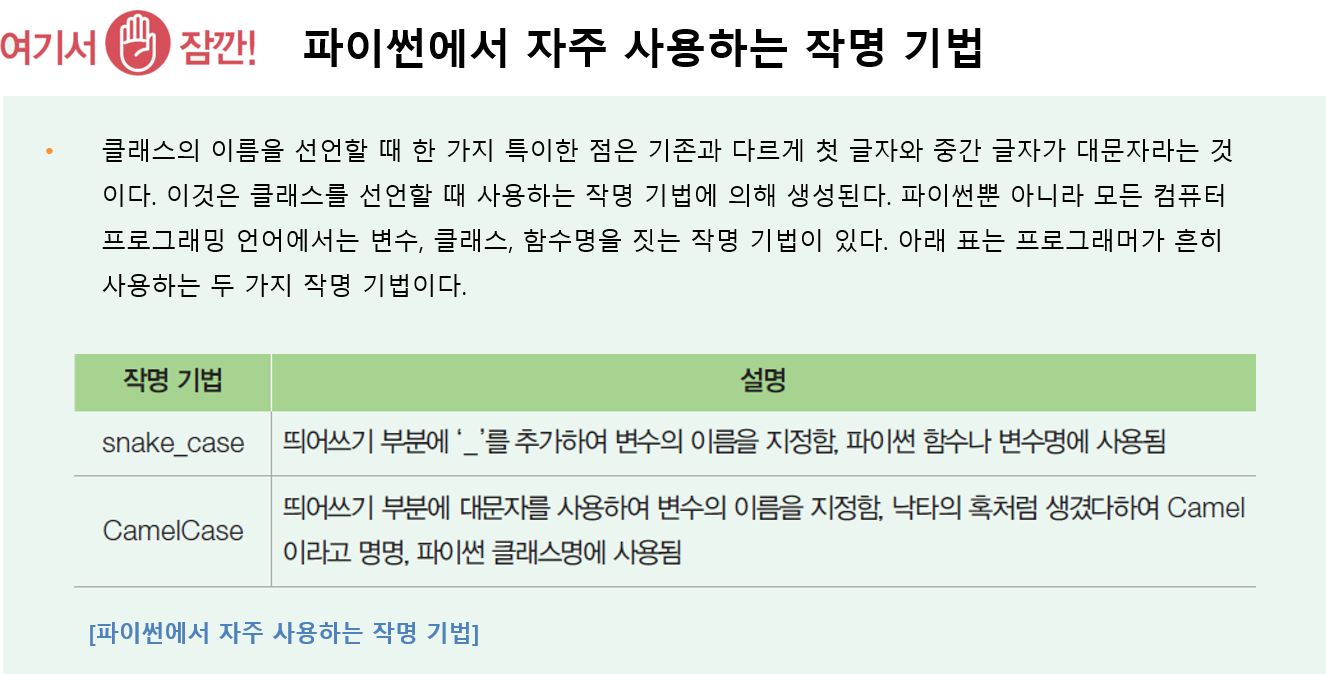 여기서 잠깐! 파이썬에서 자주 사용하는 작명 기법
• 클래스의 이름을 선언할 때 한 가지 특이한 점은 기존과 다르게 첫 글자와 중간 글자가 대문자라는 것
이다. 이것은 클래스를 선언할 때 사용하는 작명 기법에 의해 생성된다. 파이썬뿐 아니라 모든 컴퓨터
프로그래밍 언어에서는 변수, 클래스, 함수명을 짓는 작명 기법이 있다. 아래 표는 프로그래머가 흔히
사용하는 두 가지 작명 기법이다.
작명 기법 설명
snake_case 띄어쓰기 부분에 ‘_’를 추가하여 변수의 이름을 지정함, 파이썬 함수나 변수명에 사용됨
CamelCase 띄어쓰기 부분에 대문자를 사용하여 변수의 이름을 지정함, 낙타의 혹처럼 생겼다하여 Camel
이라고 명명, 파이썬 클래스명에 사용됨
[파이썬에서 자주 사용하는 작명 기법]